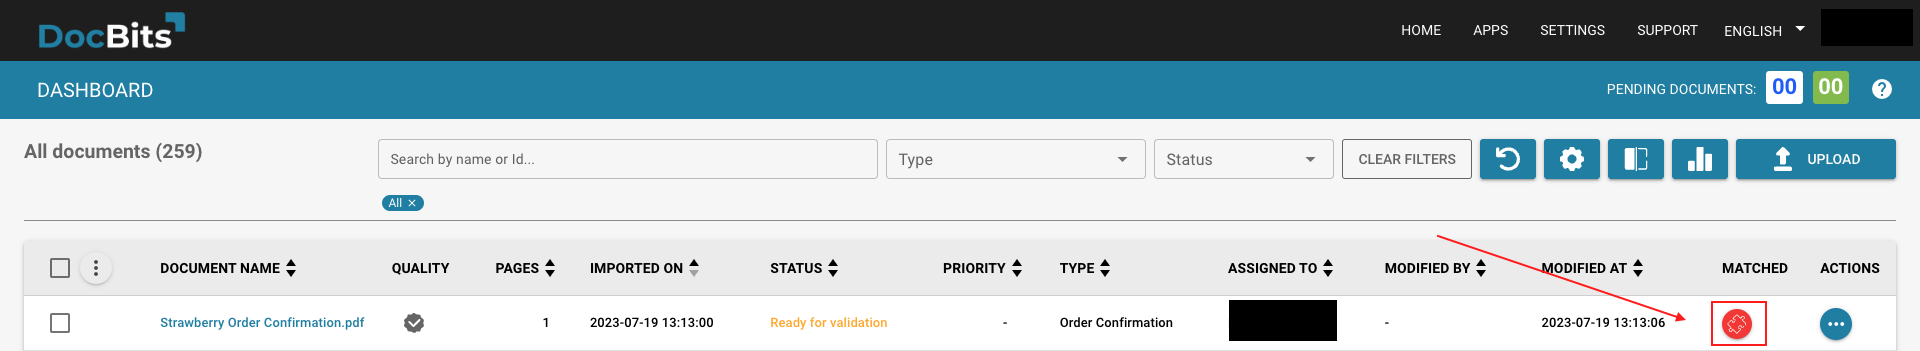 DocBits
HOME APPS SETTINGS SUPPORT ENGLISH
DASHBOARD
PENDING DOCUMENTS: 00 00 ?
All documents (259)
Search by name or Id... Type Status CLEAR FILTERS UPLOAD
All ×
DOCUMENT NAME QUALITY PAGES IMPORTED ON STATUS PRIORITY TYPE ASSIGNED TO MODIFIED BY MODIFIED AT MATCHED ACTIONS
Strawberry Order Confirmation.pdf 1 2023-07-19 13:13:00 Ready for validation - Order Confirmation - 2023-07-19 13:13:06